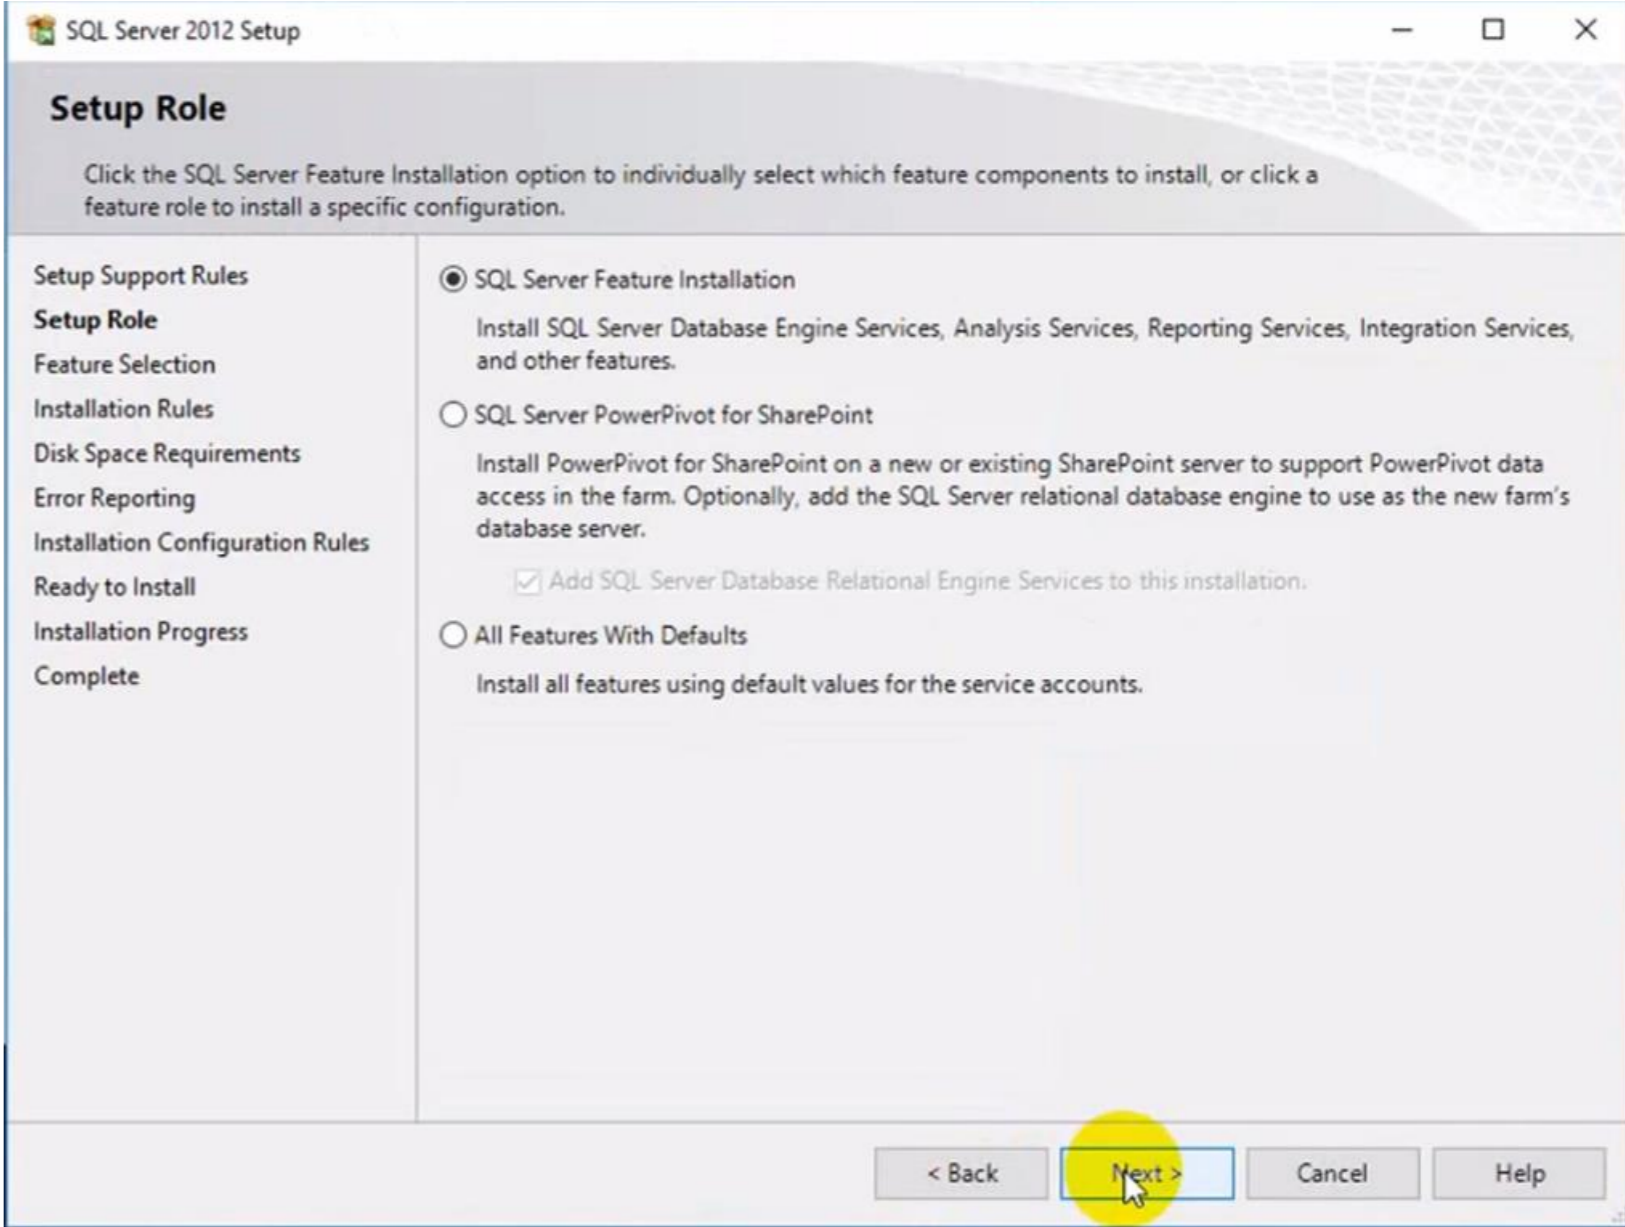 SQL Server 2012 Setup
Setup Role
Click the SQL Server Feature Installation option to individually select which feature components to install, or click a
feature role to install a specific configuration.
Setup Support Rules
Setup Role
Feature Selection
Installation Rules
Disk Space Requirements
Error Reporting
Installation Configuration Rules
Ready to Install
Installation Progress
Complete
SQL Server Feature Installation
Install SQL Server Database Engine Services, Analysis Services, Reporting Services, Integration Services,
and other features.
SQL Server PowerPivot for SharePoint
Install PowerPivot for SharePoint on a new or existing SharePoint server to support PowerPivot data
access in the farm. Optionally, add the SQL Server relational database engine to use as the new farm's
database server.
Add SQL Server Database Relational Engine Services to this installation.
All Features With Defaults
Install all features using default values for the service accounts.
< Back
Next >
Cancel
Help